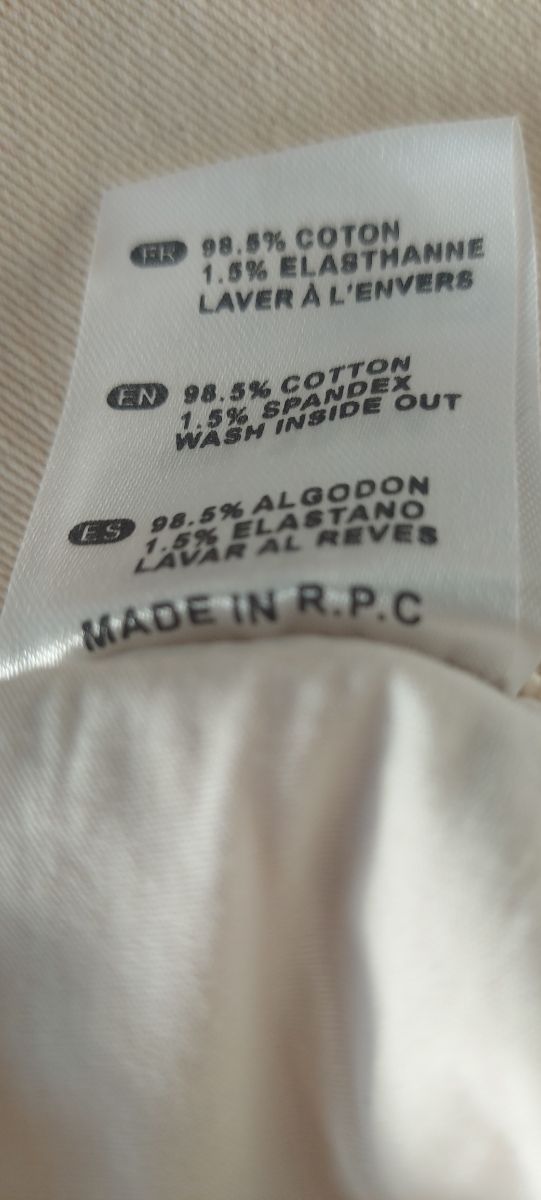 FR 98.5% COTON
1.5% ELASTHANNE
LAVER À L'ENVERS
EN 98.5% COTTON
1.5% SPANDEX
WASH INSIDE OUT
ES 98.5% ALGODON
1.5% ELASTANO
LAVAR AL REVES
MADE IN R.P.C